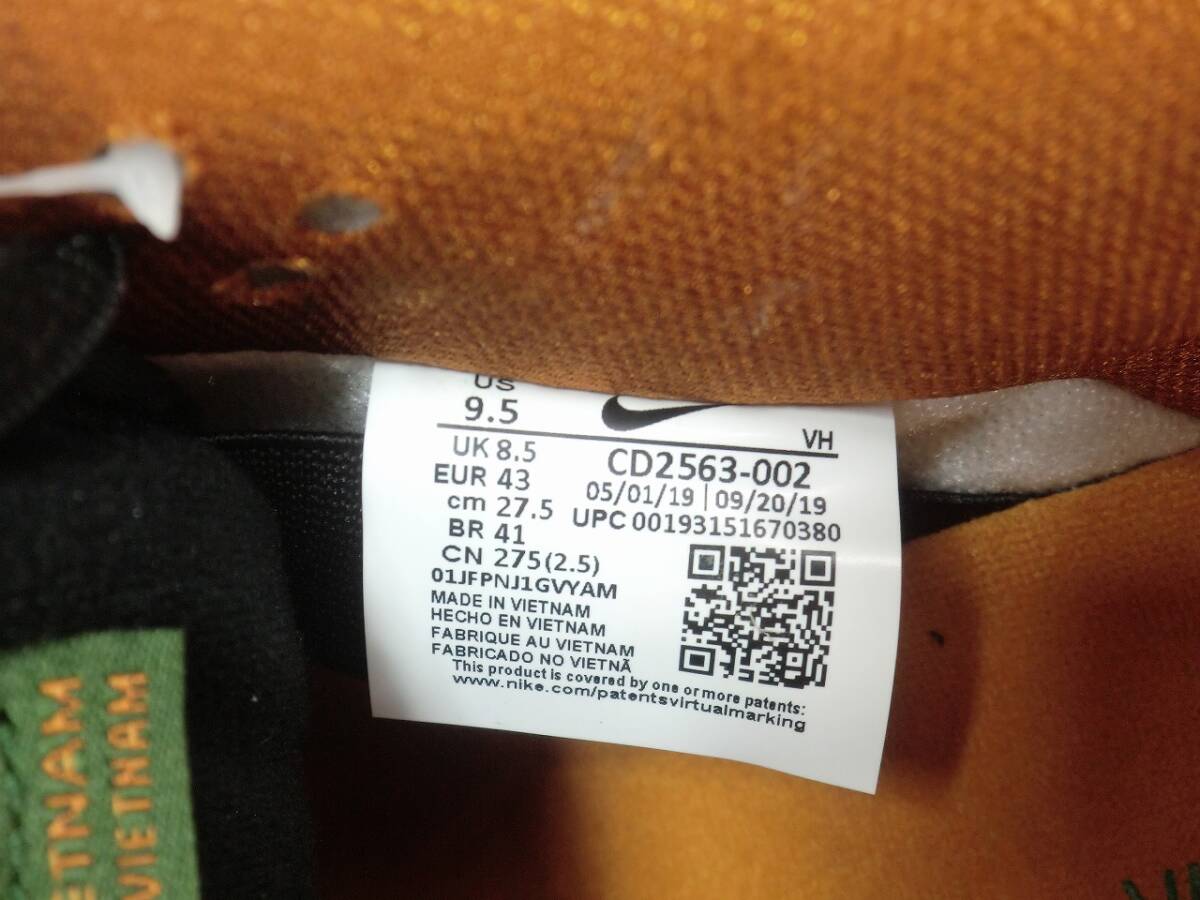 US
9.5
VH
UK 8.5
CD2563-002
EUR 43
05/01/19 | 09/20/19
cm 27.5
UPC 00193151670380
BR 41
CN 275(2.5)
01JFPNJ1GVYAM
MADE IN VIETNAM
HECHO EN VIETNAM
FABRIQUE AU VIETNAM
FABRICADO NO VIETNÃ
This product is covered by one or more patents:
www.nike.com/patentsvirtualmarking
ETNAM
VIETNAM